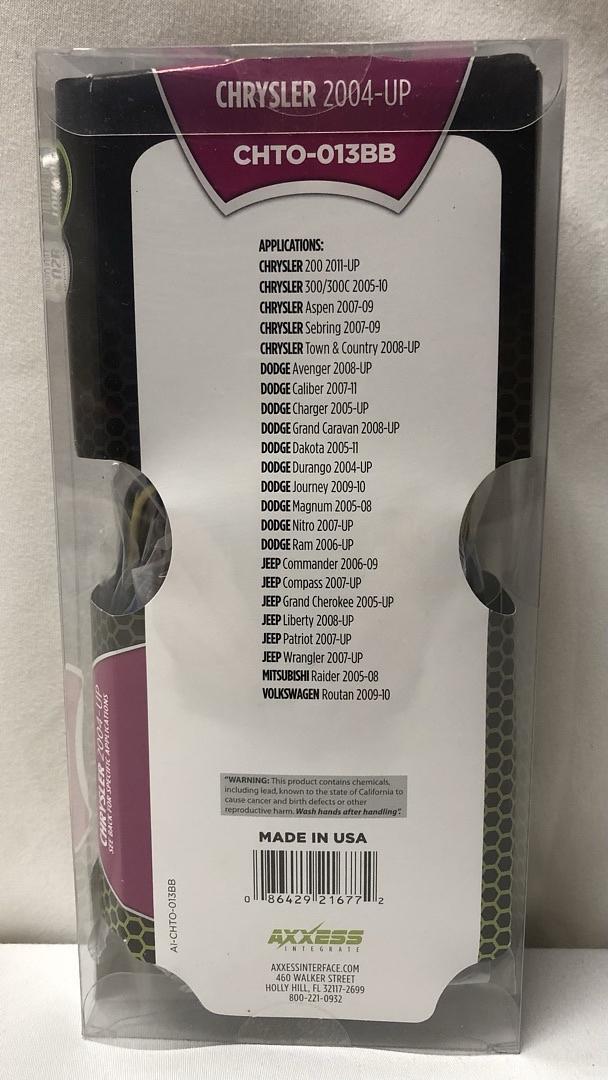 CHRYSLER 2004-UP
CHTO-013BB
APPLICATIONS:
CHRYSLER 200 2011-UP
CHRYSLER 300/300C 2005-10
CHRYSLER Aspen 2007-09
CHRYSLER Sebring 2007-09
CHRYSLER Town & Country 2008-UP
DODGE Avenger 2008-UP
DODGE Caliber 2007-11
DODGE Charger 2005-UP
DODGE Grand Caravan 2008-UP
DODGE Dakota 2005-11
DODGE Durango 2004-UP
DODGE Journey 2009-10
DODGE Magnum 2005-08
DODGE Nitro 2007-UP
DODGE Ram 2006-UP
JEEP Commander 2006-09
JEEP Compass 2007-UP
JEEP Grand Cherokee 2005-UP
JEEP Liberty 2008-UP
JEEP Patriot 2007-UP
JEEP Wrangler 2007-UP
MITSUBISHI Raider 2005-08
VOLKSWAGEN Routan 2009-10
CHRYSLER 2004-UP
SEE BACK FOR SPECIFIC APPLICATIONS
"WARNING: This product contains chemicals,
including lead, known to the state of California to
cause cancer and birth defects or other
reproductive harm. Wash hands after handling".
MADE IN USA
0 86429 21677 2
AI-CHTO-013BB
AXXESS
INTEGRATE
AXXESSINTERFACE.COM
460 WALKER STREET
HOLLY HILL, FL 32117-2699
800-221-0932